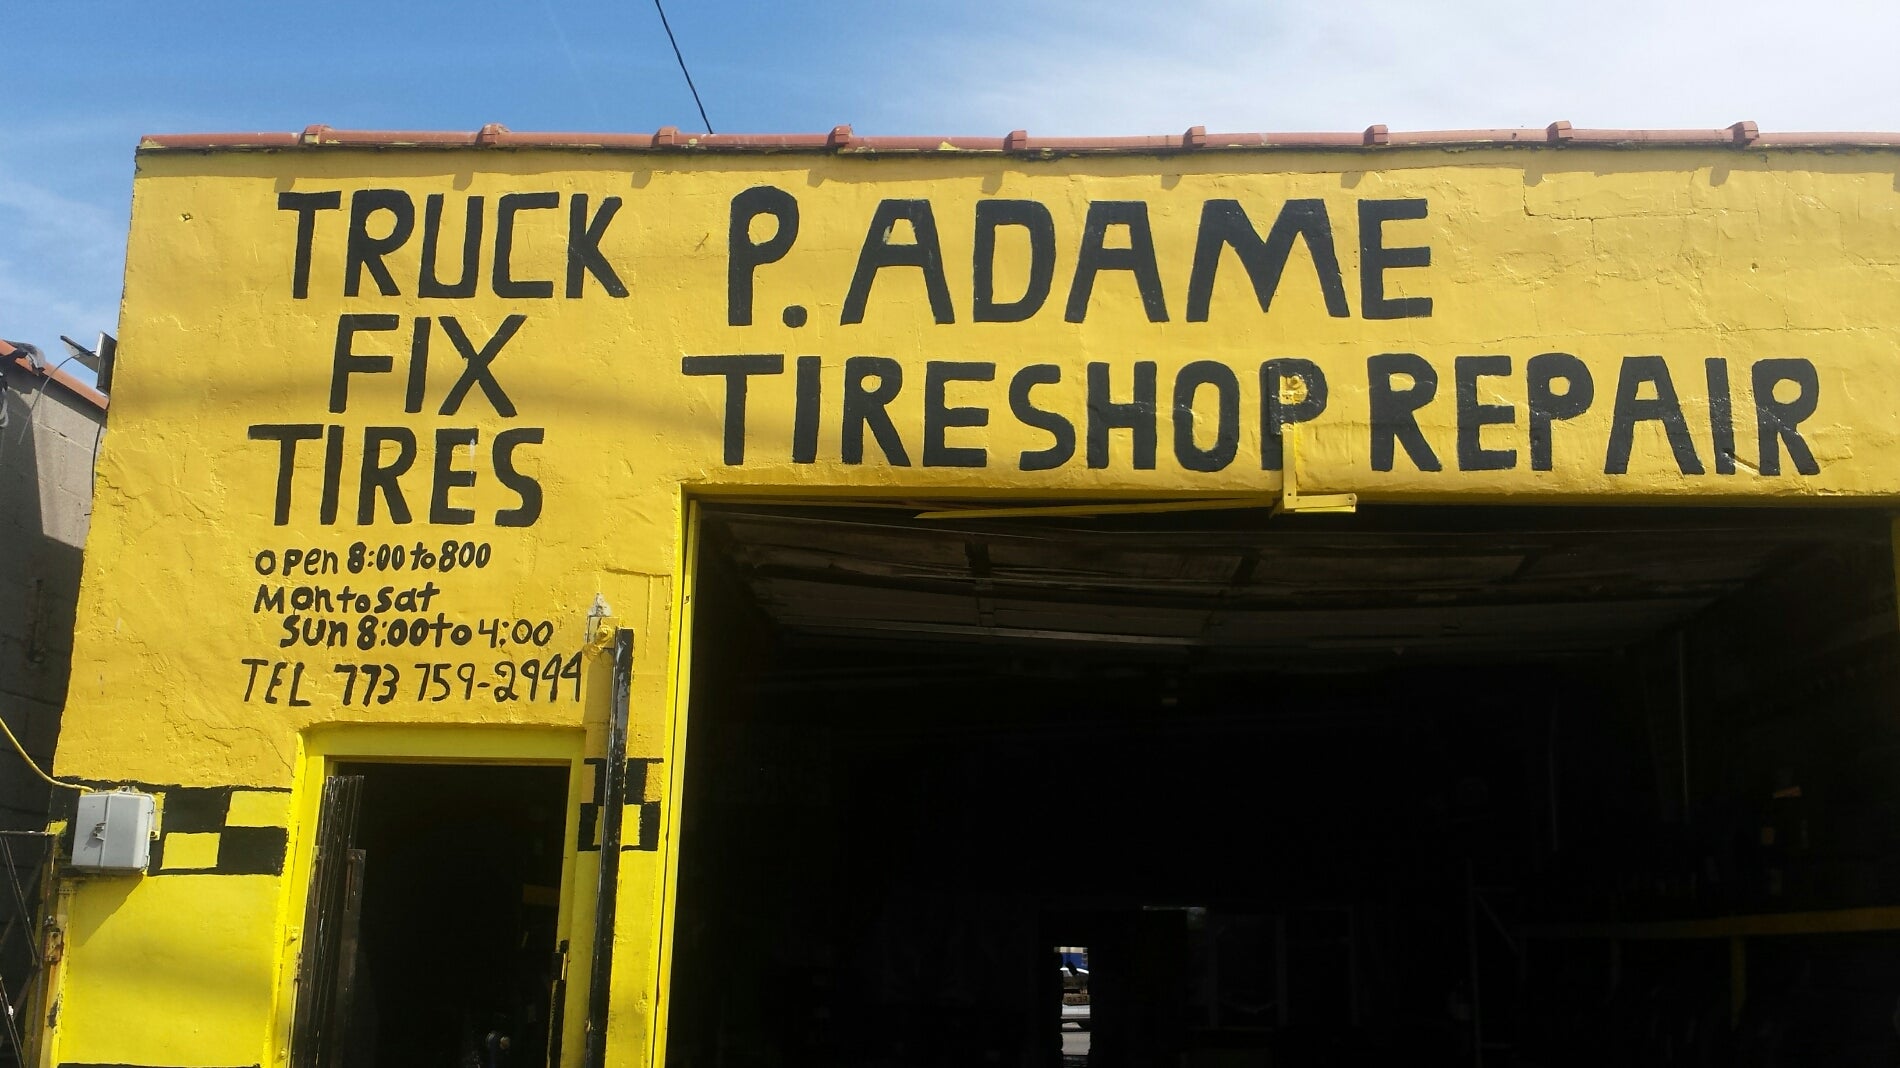 TRUCK
FIX
TIRES
open 8:00 to 800
Mon to sat
sun 8:00 to 4:00
TEL 773 759-2944
P. ADAME
TIRESHOP REPAIR